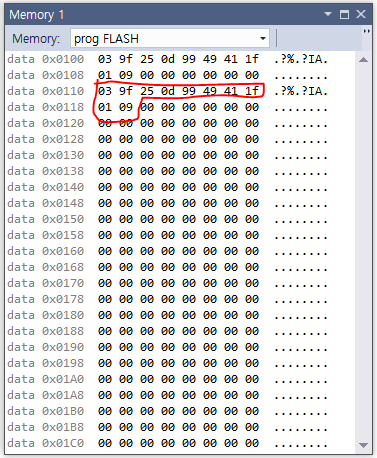 Memory 1
Memory: prog FLASH
data 0x0100 03 9f 25 0d 99 49 41 1f .?%.?IA.
data 0x0108 01 09 00 00 00 00 00 00 ........
data 0x0110 03 9f 25 0d 99 49 41 1f .?%.?IA.
data 0x0118 01 09 00 00 00 00 00 00 ........
data 0x0120 00 00 00 00 00 00 00 00 ........
data 0x0128 00 00 00 00 00 00 00 00 ........
data 0x0130 00 00 00 00 00 00 00 00 ........
data 0x0138 00 00 00 00 00 00 00 00 ........
data 0x0140 00 00 00 00 00 00 00 00 ........
data 0x0148 00 00 00 00 00 00 00 00 ........
data 0x0150 00 00 00 00 00 00 00 00 ........
data 0x0158 00 00 00 00 00 00 00 00 ........
data 0x0160 00 00 00 00 00 00 00 00 ........
data 0x0168 00 00 00 00 00 00 00 00 ........
data 0x0170 00 00 00 00 00 00 00 00 ........
data 0x0178 00 00 00 00 00 00 00 00 ........
data 0x0180 00 00 00 00 00 00 00 00 ........
data 0x0188 00 00 00 00 00 00 00 00 ........
data 0x0190 00 00 00 00 00 00 00 00 ........
data 0x0198 00 00 00 00 00 00 00 00 ........
data 0x01A0 00 00 00 00 00 00 00 00 ........
data 0x01A8 00 00 00 00 00 00 00 00 ........
data 0x01B0 00 00 00 00 00 00 00 00 ........
data 0x01B8 00 00 00 00 00 00 00 00 ........
data 0x01C0 00 00 00 00 00 00 00 00 ........